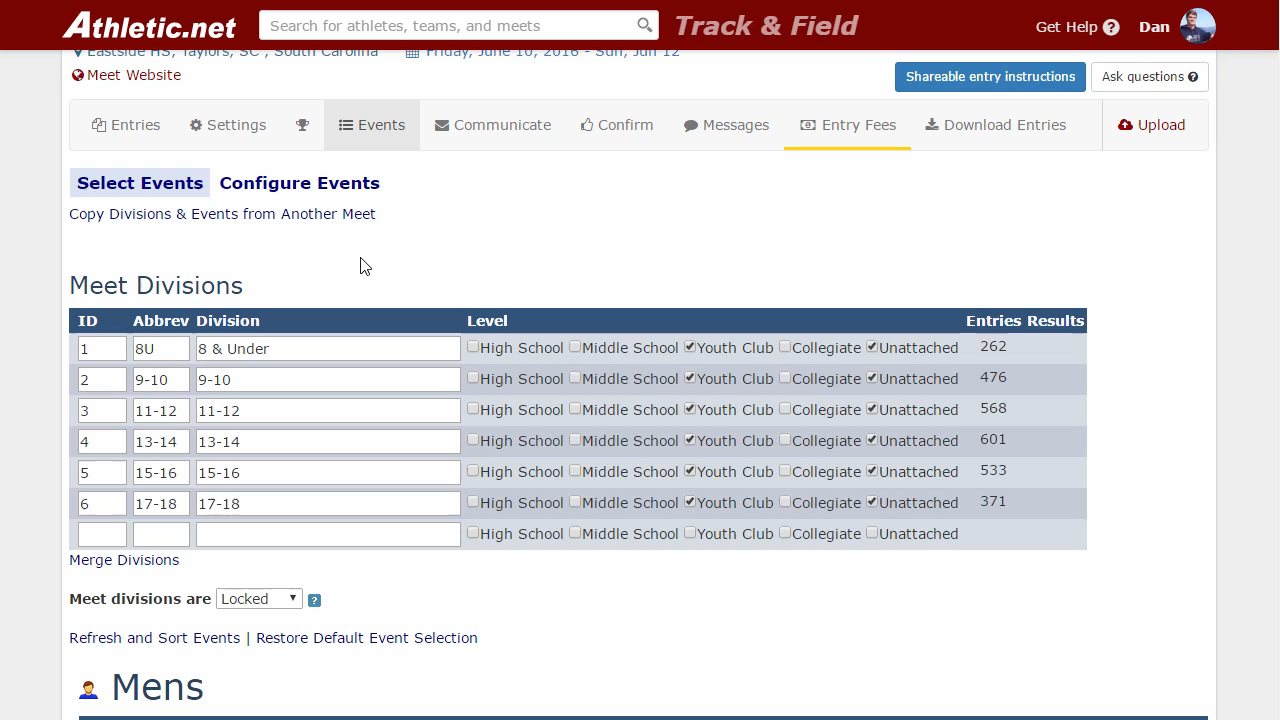 Athletic.net Search for athletes, teams, and meets Track & Field Get Help ? Dan
Eastside HS, Taylors, SC , South Carolina Friday, June 10, 2016 - Sun, Jun 12
Meet Website Shareable entry instructions Ask questions ?
Entries Settings Events Communicate Confirm Messages Entry Fees Download Entries Upload
Select Events Configure Events
Copy Divisions & Events from Another Meet
Meet Divisions
ID Abbrev Division Level Entries Results
1 8U 8 & Under High School Middle School Youth Club Collegiate Unattached 262
2 9-10 9-10 High School Middle School Youth Club Collegiate Unattached 476
3 11-12 11-12 High School Middle School Youth Club Collegiate Unattached 568
4 13-14 13-14 High School Middle School Youth Club Collegiate Unattached 601
5 15-16 15-16 High School Middle School Youth Club Collegiate Unattached 533
6 17-18 17-18 High School Middle School Youth Club Collegiate Unattached 371
High School Middle School Youth Club Collegiate Unattached
Merge Divisions
Meet divisions are Locked ?
Refresh and Sort Events | Restore Default Event Selection
Mens